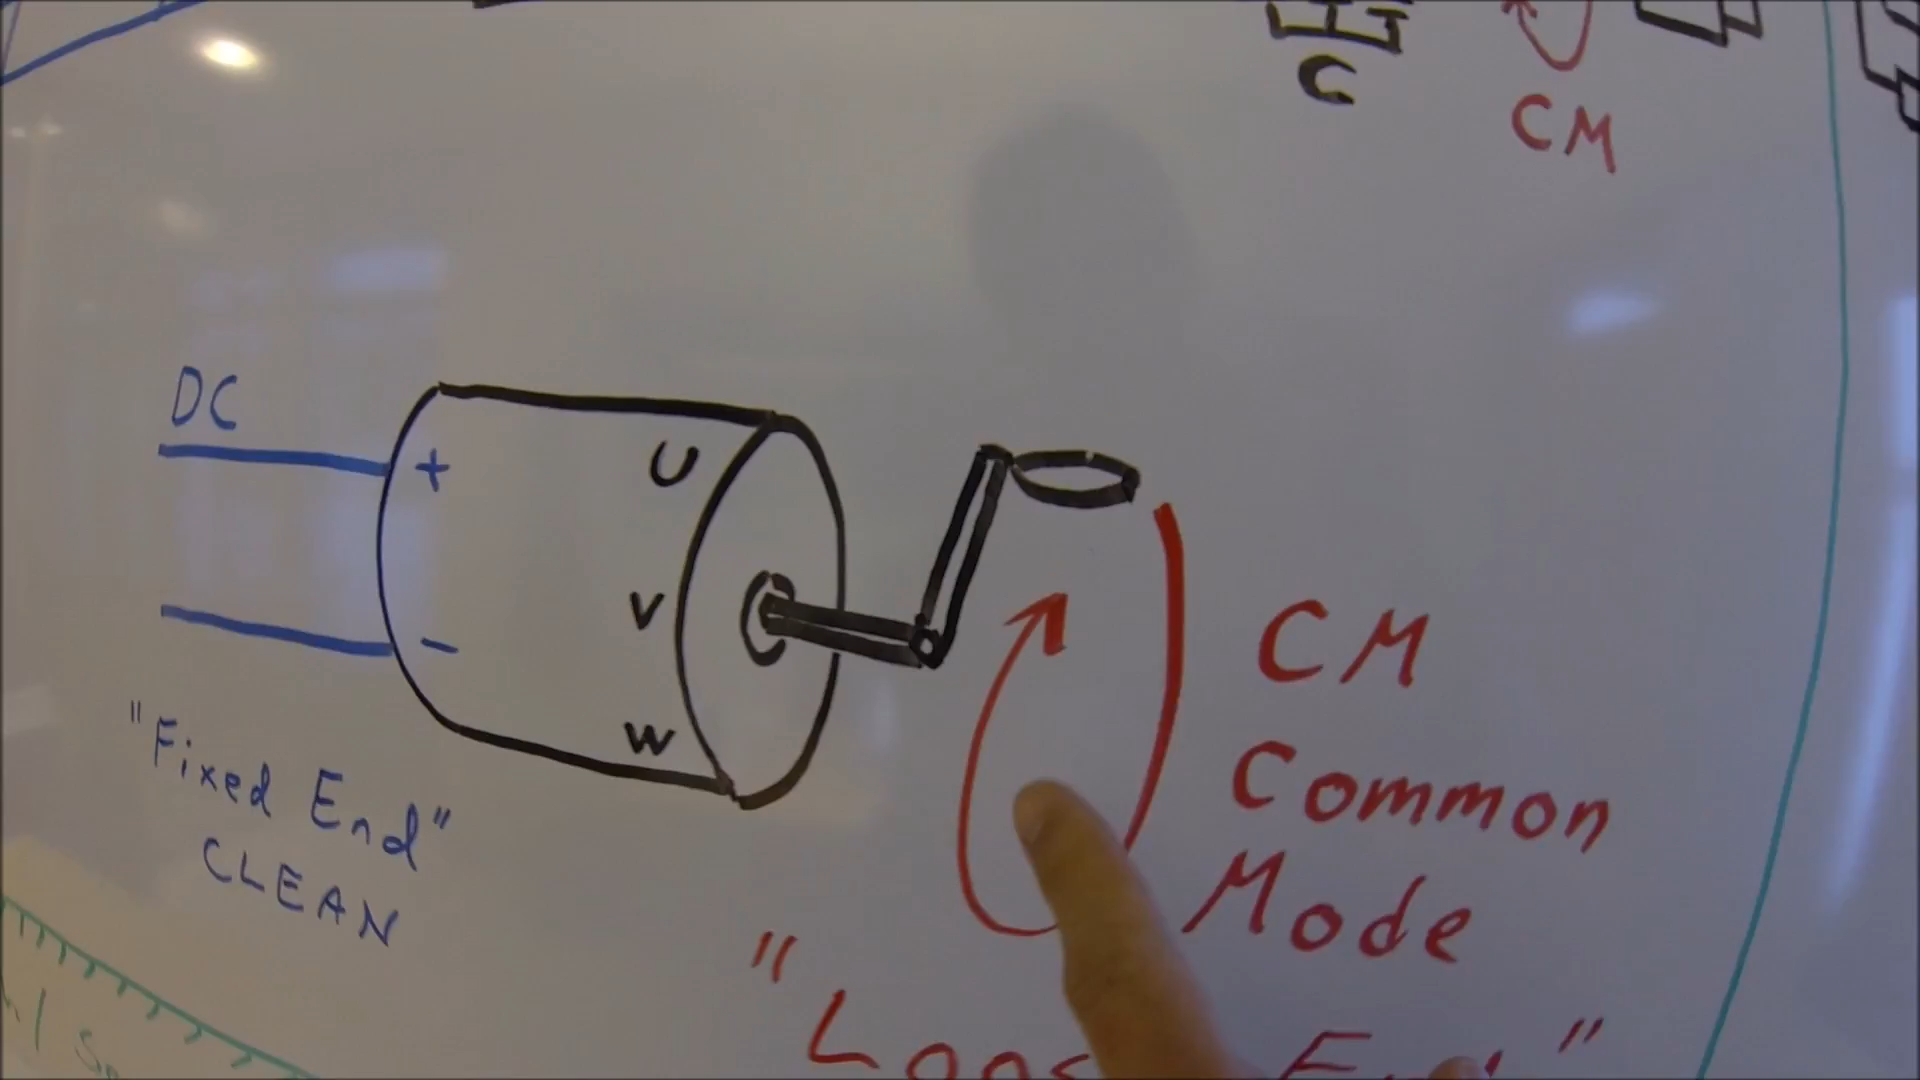 C
CM
DC
+
-
U
V
W
"Fixed End"
CLEAN
CM
Common
Mode
"
"